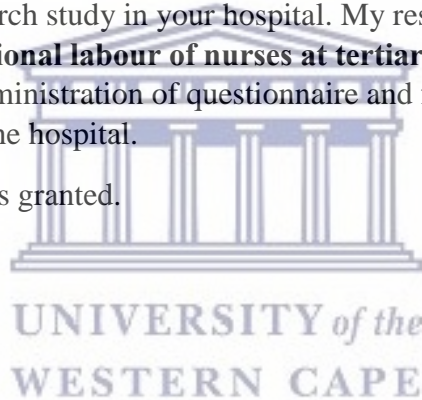 rch study in your hospital. My res
ional labour of nurses at tertiar
ministration of questionnaire and
ne hospital.
s granted.
UNIVERSITY of the
WESTERN CAPE